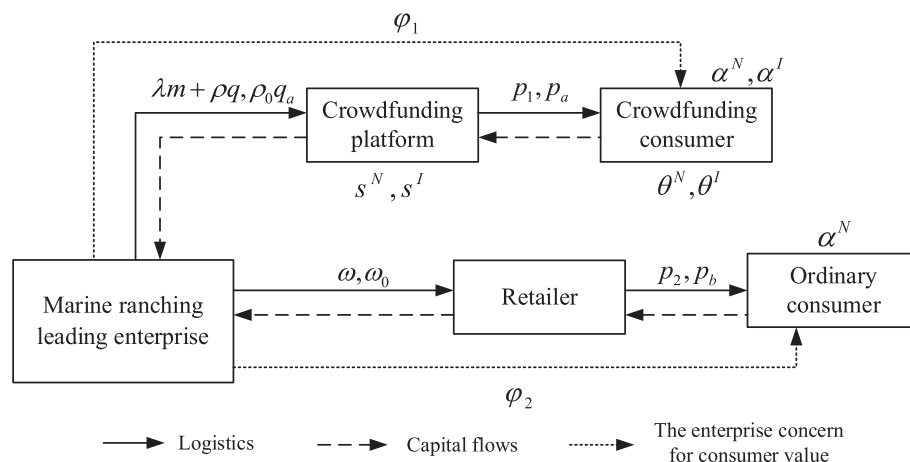 φ₁
λm + ρq, ρ₀qₐ
p₁, pₐ
α^N, α^I
Crowdfunding
platform
Crowdfunding
consumer
s^N, s^I
θ^N, θ^I
α^N
Marine ranching
leading enterprise
ω, ω₀
Retailer
p₂, p_b
Ordinary
consumer
φ₂
Logistics
Capital flows
The enterprise concern
for consumer value